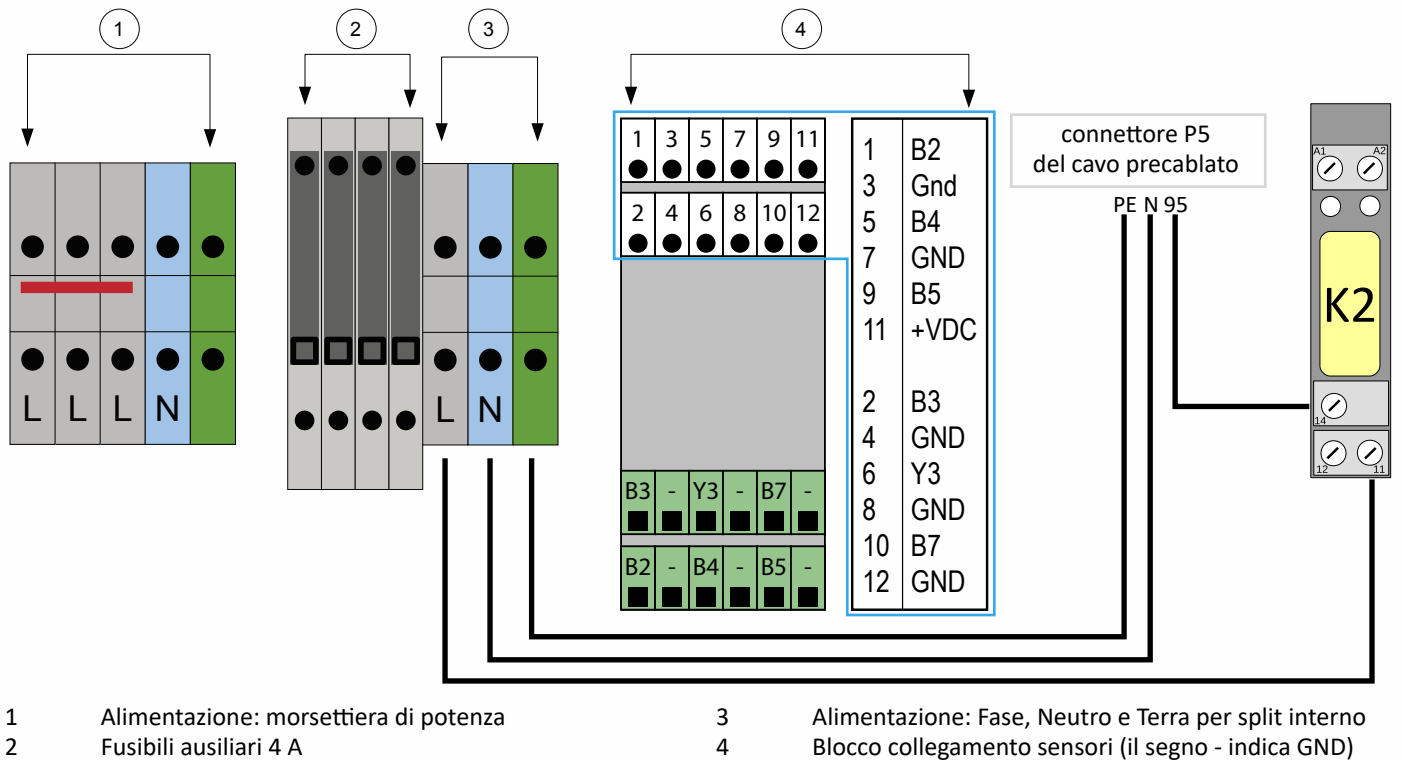 1 2 3 4
1 3 5 7 9 11
2 4 6 8 10 12
1 B2
3 Gnd
5 B4
7 GND
9 B5
11 +VDC
2 B3
4 GND
6 Y3
8 GND
10 B7
12 GND
connettore P5
del cavo precablato
PE N 95
A1 A2
K2
14
12 11
L L L N
L N
B3 - Y3 - B7 -
B2 - B4 - B5 -
1 Alimentazione: morsettiera di potenza
2 Fusibili ausiliari 4 A
3 Alimentazione: Fase, Neutro e Terra per split interno
4 Blocco collegamento sensori (il segno - indica GND)